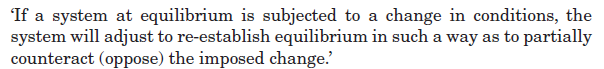 ‘If a system at equilibrium is subjected to a change in conditions, the
system will adjust to re-establish equilibrium in such a way as to partially
counteract (oppose) the imposed change.’